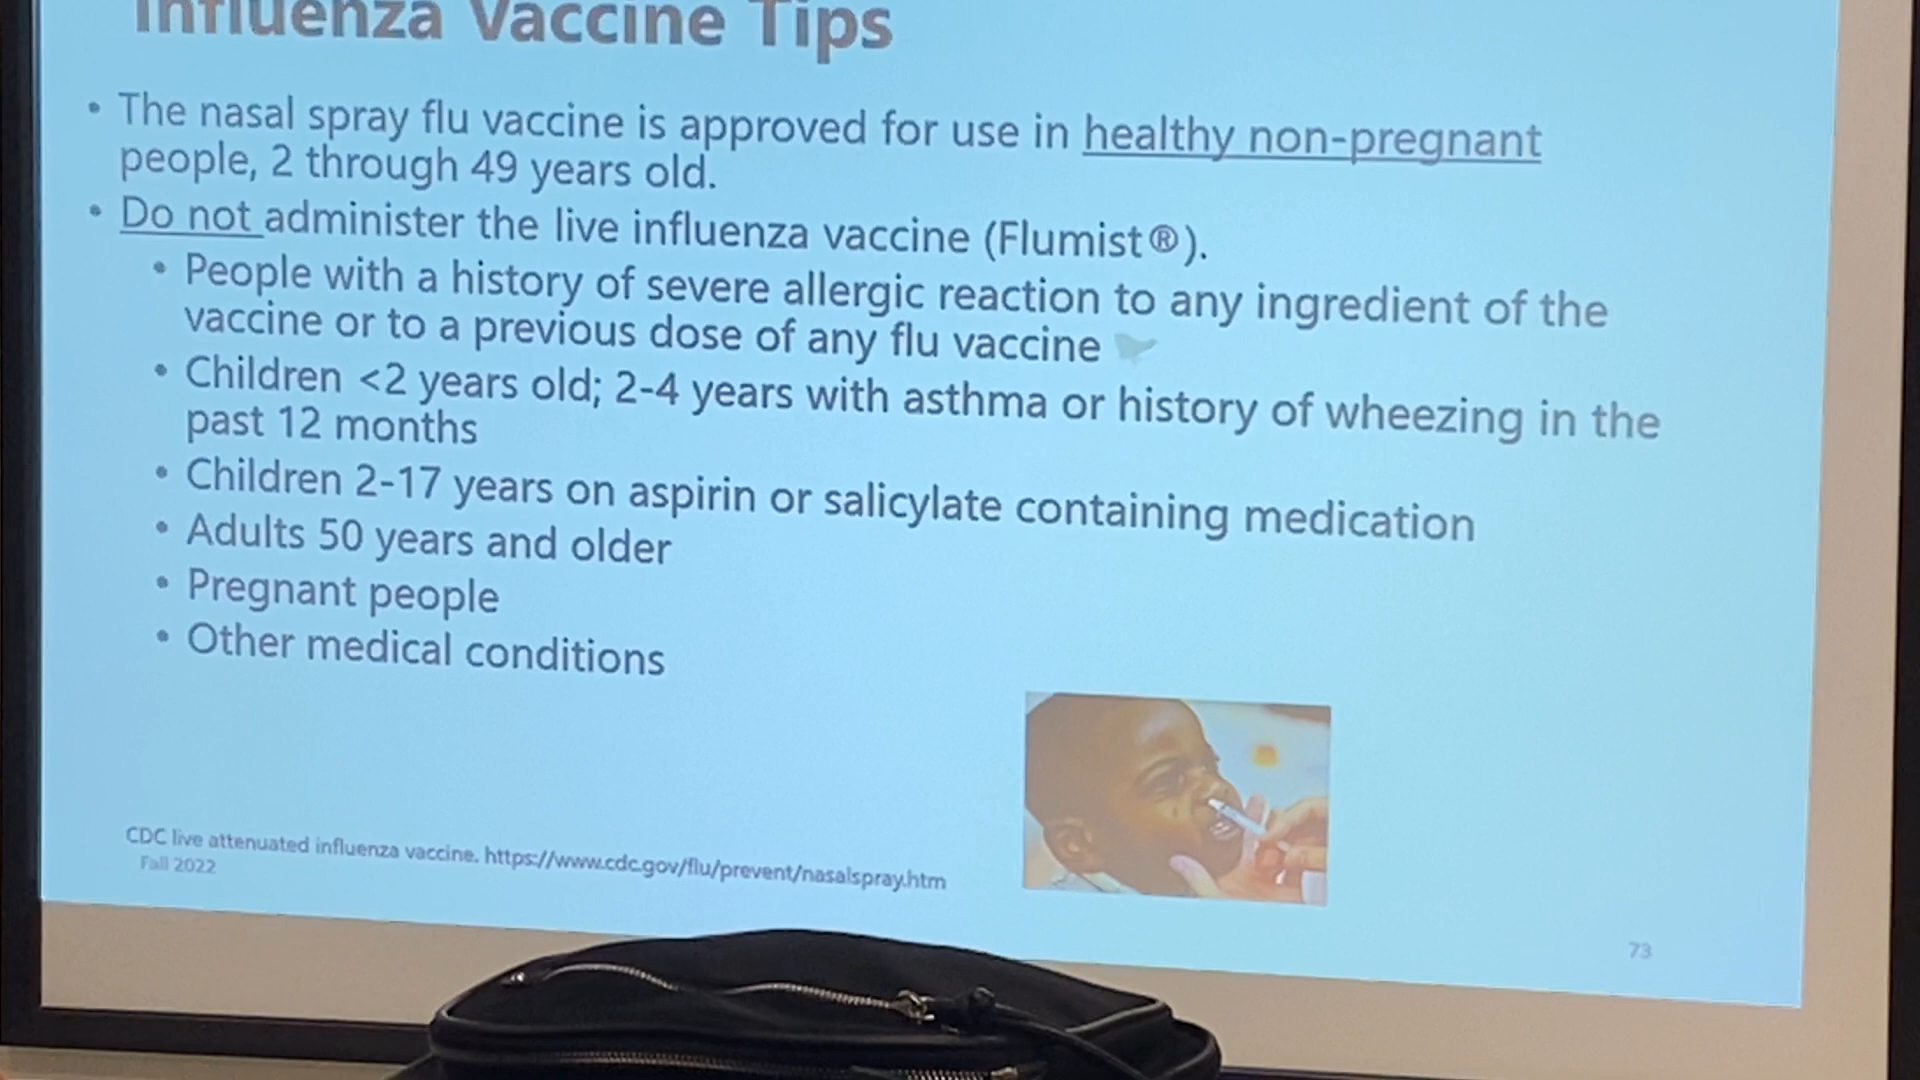 Influenza Vaccine Tips
• The nasal spray flu vaccine is approved for use in healthy non-pregnant
people, 2 through 49 years old.
• Do not administer the live influenza vaccine (Flumist®).
• People with a history of severe allergic reaction to any ingredient of the
vaccine or to a previous dose of any flu vaccine
• Children <2 years old; 2-4 years with asthma or history of wheezing in the
past 12 months
• Children 2-17 years on aspirin or salicylate containing medication
• Adults 50 years and older
• Pregnant people
• Other medical conditions
CDC live attenuated influenza vaccine. https://www.cdc.gov/flu/prevent/nasalspray.htm
Fall 2022
73